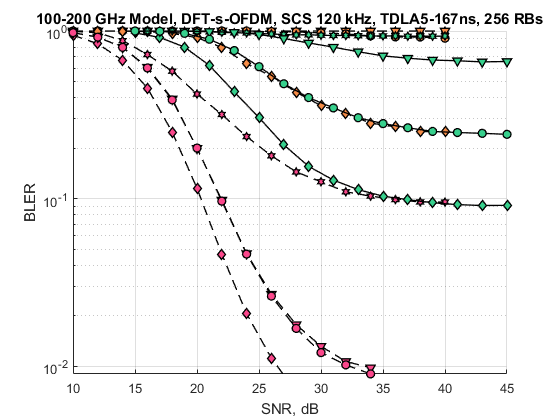 100-200 GHz Model, DFT-s-OFDM, SCS 120 kHz, TDLA5-167ns, 256 RBs
10^0
10^-1
10^-2
BLER
10 15 20 25 30 35 40 45
SNR, dB